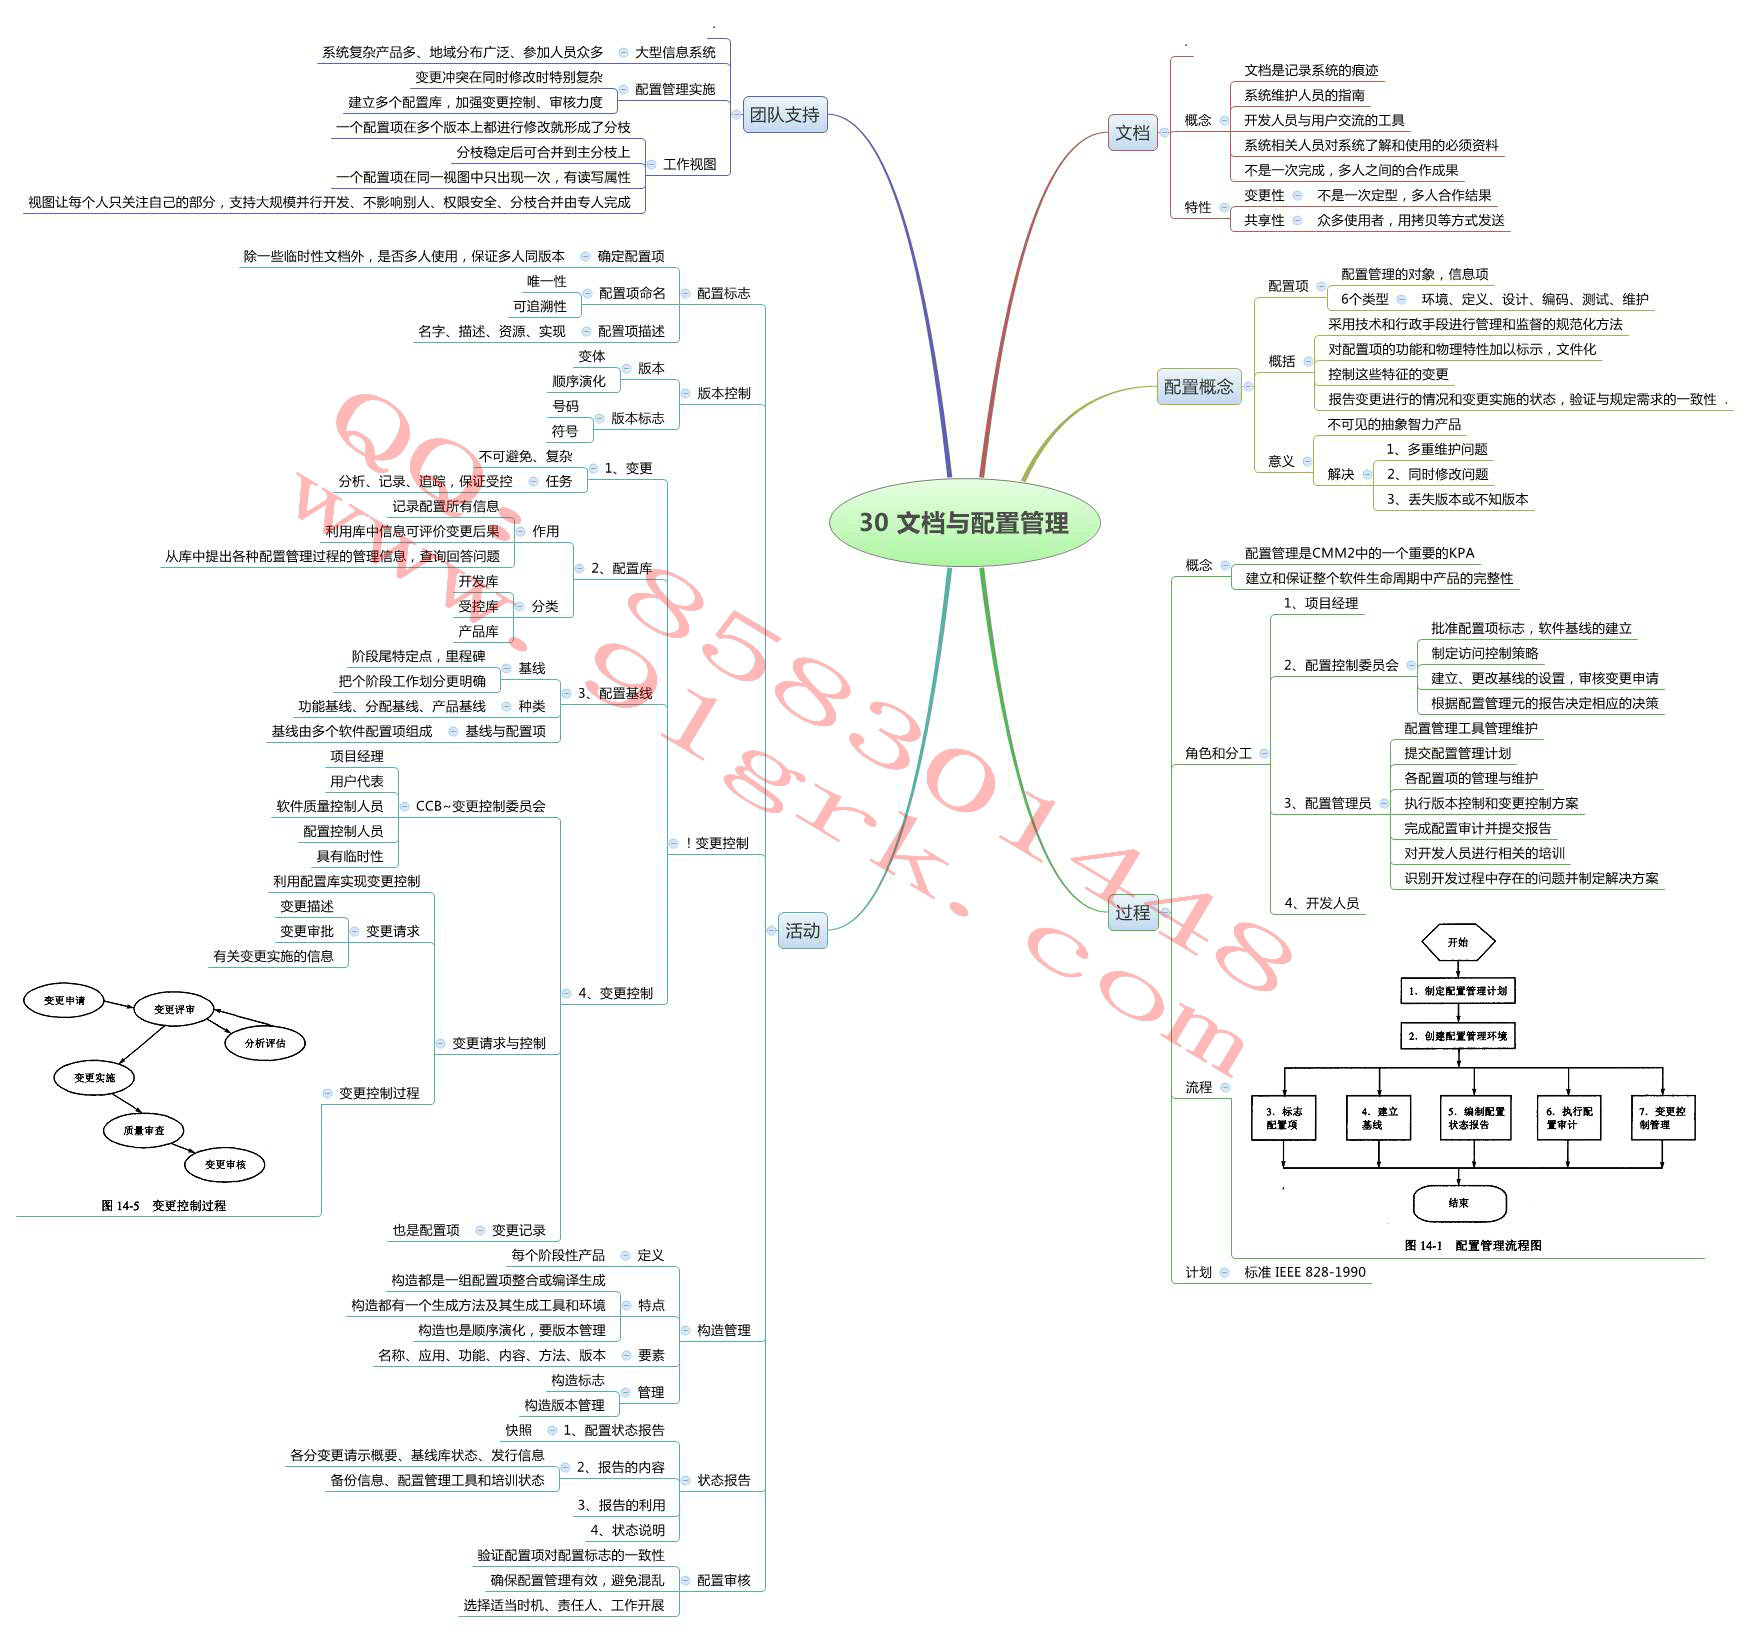 30 文档与配置管理
文档
概念
文档是记录系统的痕迹
系统维护人员的指南
开发人员与用户交流的工具
系统相关人员对系统了解和使用的必须资料
不是一次完成，多人之间的合作成果
特性
变更性
不是一次定型，多人合作结果
共享性
众多使用者，用拷贝等方式发送
配置概念
配置项
配置管理的对象，信息项
6个类型
环境、定义、设计、编码、测试、维护
概括
采用技术和行政手段进行管理和监督的规范化方法
对配置项的功能和物理特性加以标示，文件化
控制这些特征的变更
报告变更进行的情况和变更实施的状态，验证与规定需求的一致性 .
意义
不可见的抽象智力产品
解决
1、多重维护问题
2、同时修改问题
3、丢失版本或不知版本
过程
概念
配置管理是CMM2中的一个重要的KPA
建立和保证整个软件生命周期中产品的完整性
角色和分工
1、项目经理
2、配置控制委员会
批准配置项标志，软件基线的建立
制定访问控制策略
建立、更改基线的设置，审核变更申请
根据配置管理元的报告决定相应的决策
3、配置管理员
配置管理工具管理维护
提交配置管理计划
各配置项的管理与维护
执行版本控制和变更控制方案
完成配置审计并提交报告
对开发人员进行相关的培训
识别开发过程中存在的问题并制定解决方案
4、开发人员
流程
开始
1. 制定配置管理计划
2. 创建配置管理环境
3. 标志
配置项
4. 建立
基线
5. 编制配置
状态报告
6. 执行配
置审计
7. 变更控
制管理
结束
图 14-1 配置管理流程图
计划
标准 IEEE 828-1990
团队支持
大型信息系统
系统复杂产品多、地域分布广泛、参加人员众多
配置管理实施
变更冲突在同时修改时特别复杂
建立多个配置库，加强变更控制、审核力度
工作视图
一个配置项在多个版本上都进行修改就形成了分枝
分枝稳定后可合并到主分枝上
一个配置项在同一视图中只出现一次，有读写属性
视图让每个人只关注自己的部分，支持大规模并行开发、不影响别人、权限安全、分枝合并由专人完成
活动
配置标志
确定配置项
除一些临时性文档外，是否多人使用，保证多人同版本
配置项命名
唯一性
可追溯性
配置项描述
名字、描述、资源、实现
版本控制
版本
变体
顺序演化
版本标志
号码
符号
！变更控制
1、变更
不可避免、复杂
任务
分析、记录、追踪，保证受控
2、配置库
作用
记录配置所有信息
利用库中信息可评价变更后果
从库中提出各种配置管理过程的管理信息，查询回答问题
分类
开发库
受控库
产品库
3、配置基线
基线
阶段尾特定点，里程碑
把个阶段工作划分更明确
种类
功能基线、分配基线、产品基线
基线与配置项
基线由多个软件配置项组成
4、变更控制
CCB~变更控制委员会
项目经理
用户代表
软件质量控制人员
配置控制人员
具有临时性
变更请求与控制
利用配置库实现变更控制
变更请求
变更描述
变更审批
有关变更实施的信息
变更控制过程
变更申请
变更评审
分析评估
变更实施
质量审查
变更审核
图 14-5 变更控制过程
变更记录
也是配置项
构造管理
定义
每个阶段性产品
特点
构造都是一组配置项整合或编译生成
构造都有一个生成方法及其生成工具和环境
构造也是顺序演化，要版本管理
要素
名称、应用、功能、内容、方法、版本
管理
构造标志
构造版本管理
状态报告
1、配置状态报告
快照
2、报告的内容
各分变更请示概要、基线库状态、发行信息
备份信息、配置管理工具和培训状态
3、报告的利用
4、状态说明
配置审核
验证配置项对配置标志的一致性
确保配置管理有效，避免混乱
选择适当时机、责任人、工作开展
QQ: 858301448
www.91grk.com